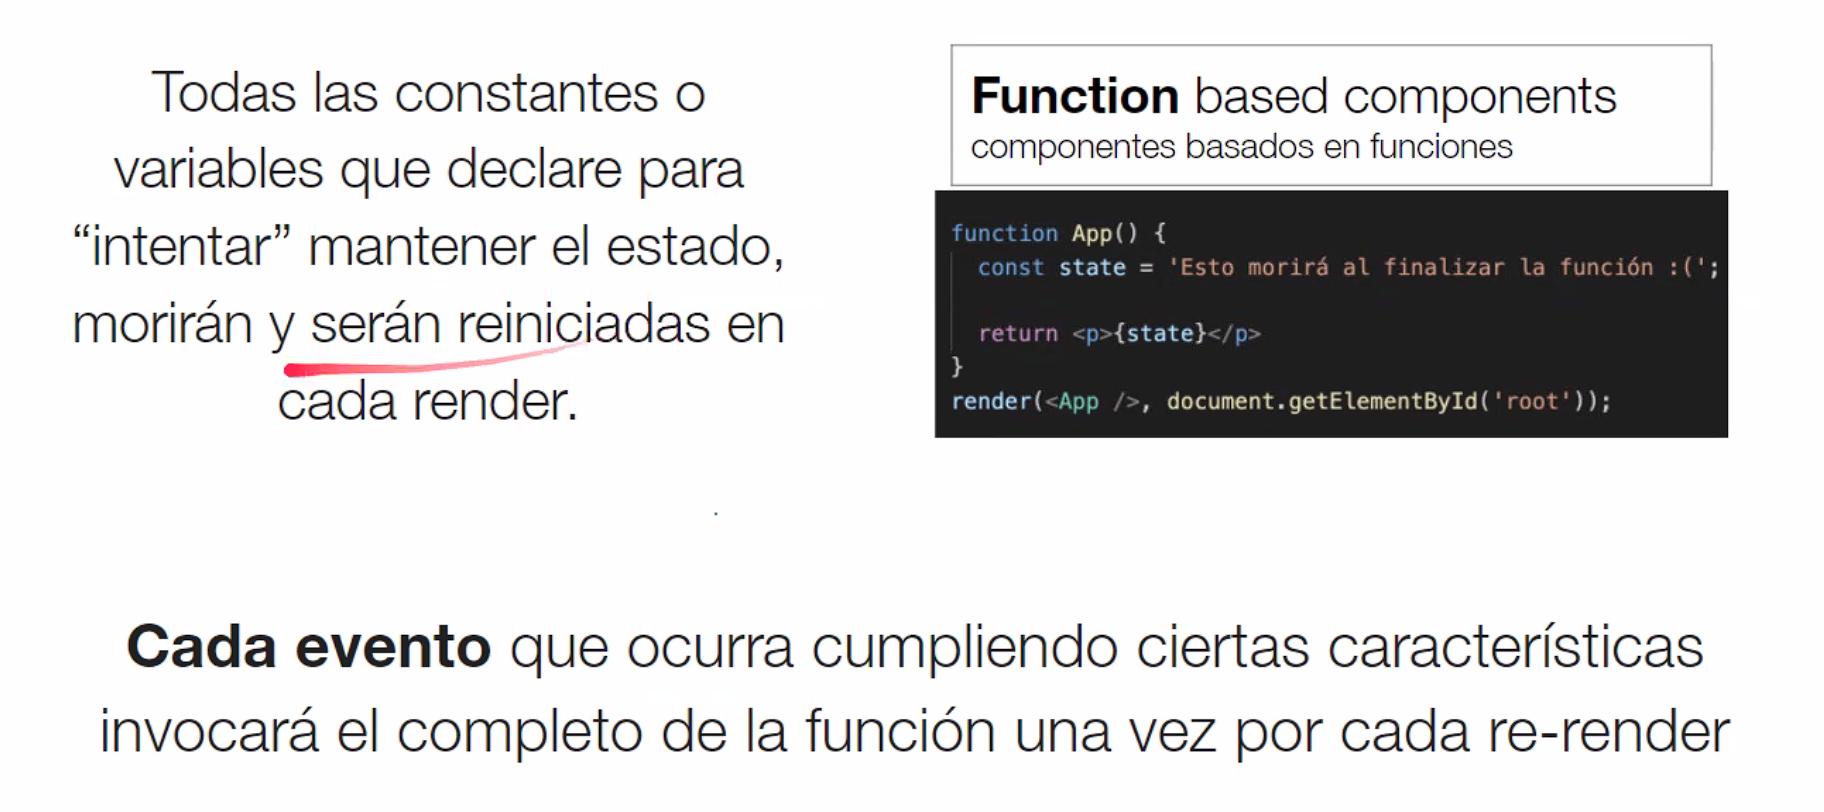 Todas las constantes o
variables que declare para
“intentar” mantener el estado,
morirán y serán reiniciadas en
cada render.
Function based components
componentes basados en funciones
function App() {
const state = 'Esto morirá al finalizar la función :(';
return <p>{state}</p>
}
render(<App />, document.getElementById('root'));
Cada evento que ocurra cumpliendo ciertas características
invocará el completo de la función una vez por cada re-render